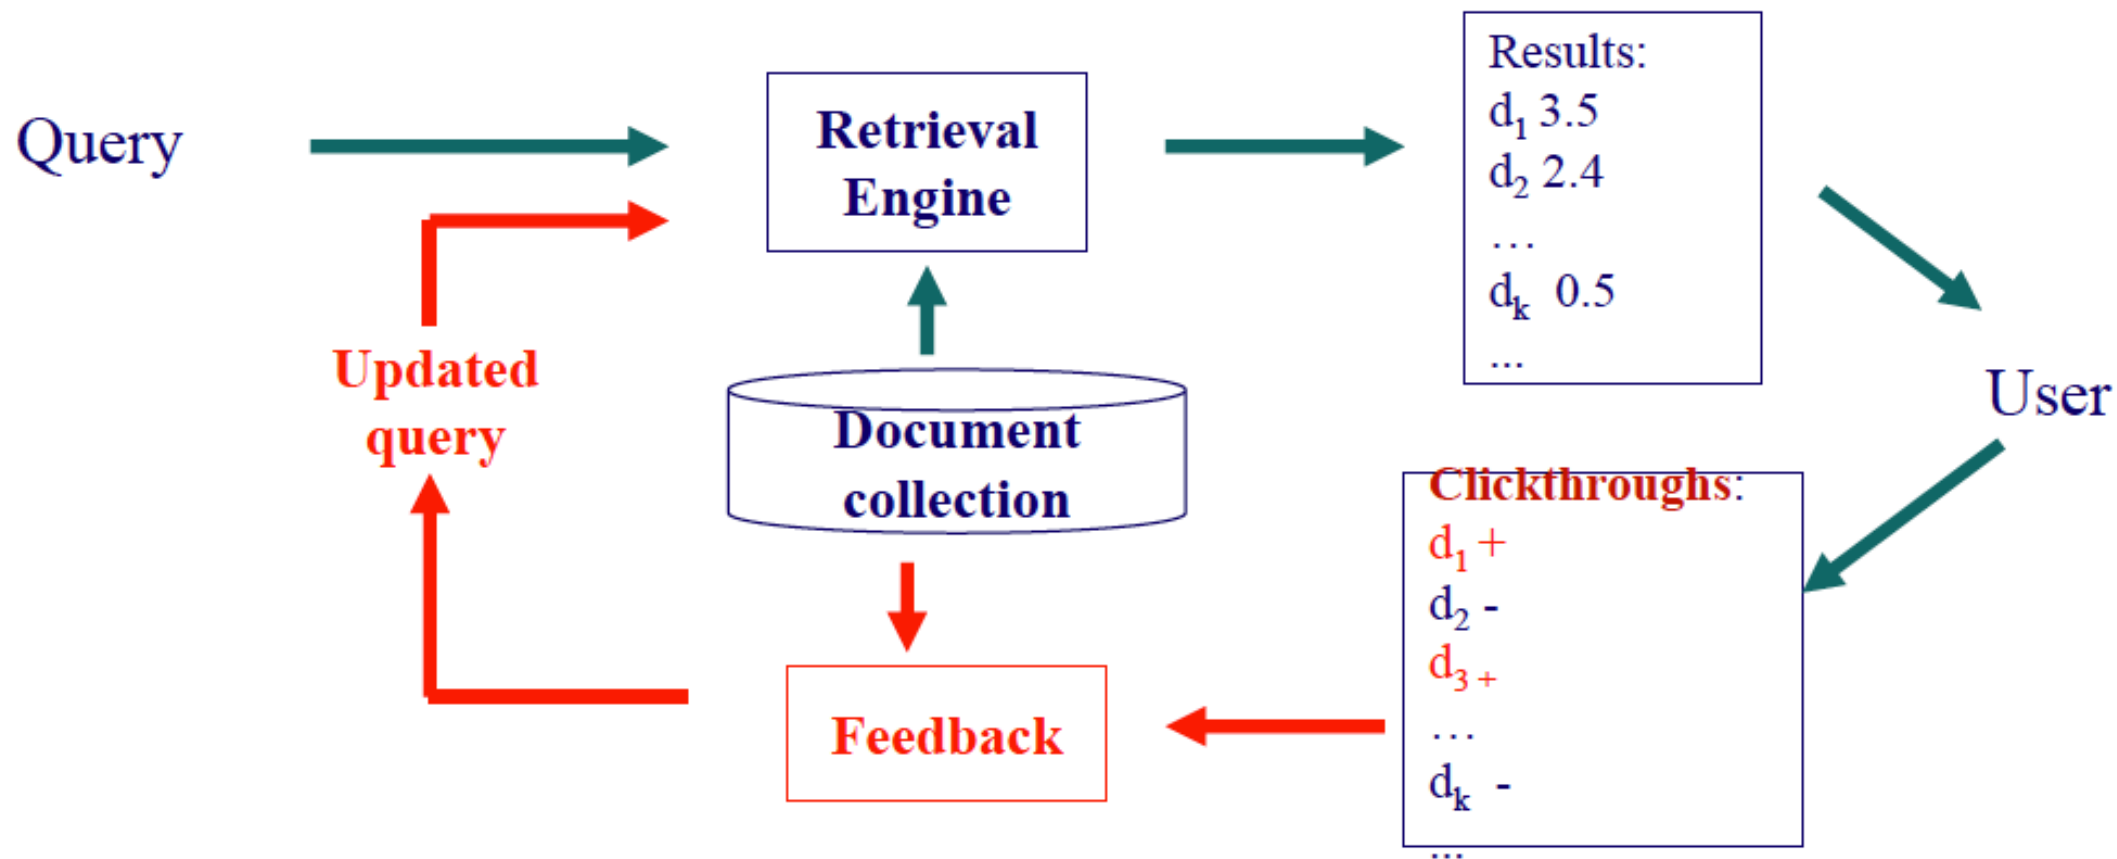 Query
Retrieval
Engine
Results:
d₁ 3.5
d₂ 2.4
…
dₖ 0.5
...
User
Updated
query
Document
collection
Clickthroughs:
d₁ +
d₂ -
d₃ +
…
dₖ -
...
Feedback